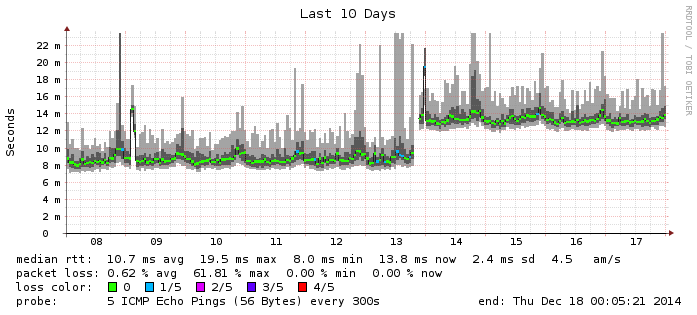 Last 10 Days
RRDTOOL / TOBI OETIKER
Seconds
22 m
20 m
18 m
16 m
14 m
12 m
10 m
8 m
6 m
4 m
2 m
0
08 09 10 11 12 13 14 15 16 17
median rtt: 10.7 ms avg 19.5 ms max 8.0 ms min 13.8 ms now 2.4 ms sd 4.5 am/s
packet loss: 0.62 % avg 61.81 % max 0.00 % min 0.00 % now
loss color: 0 1/5 2/5 3/5 4/5
probe: 5 ICMP Echo Pings (56 Bytes) every 300s end: Thu Dec 18 00:05:21 2014